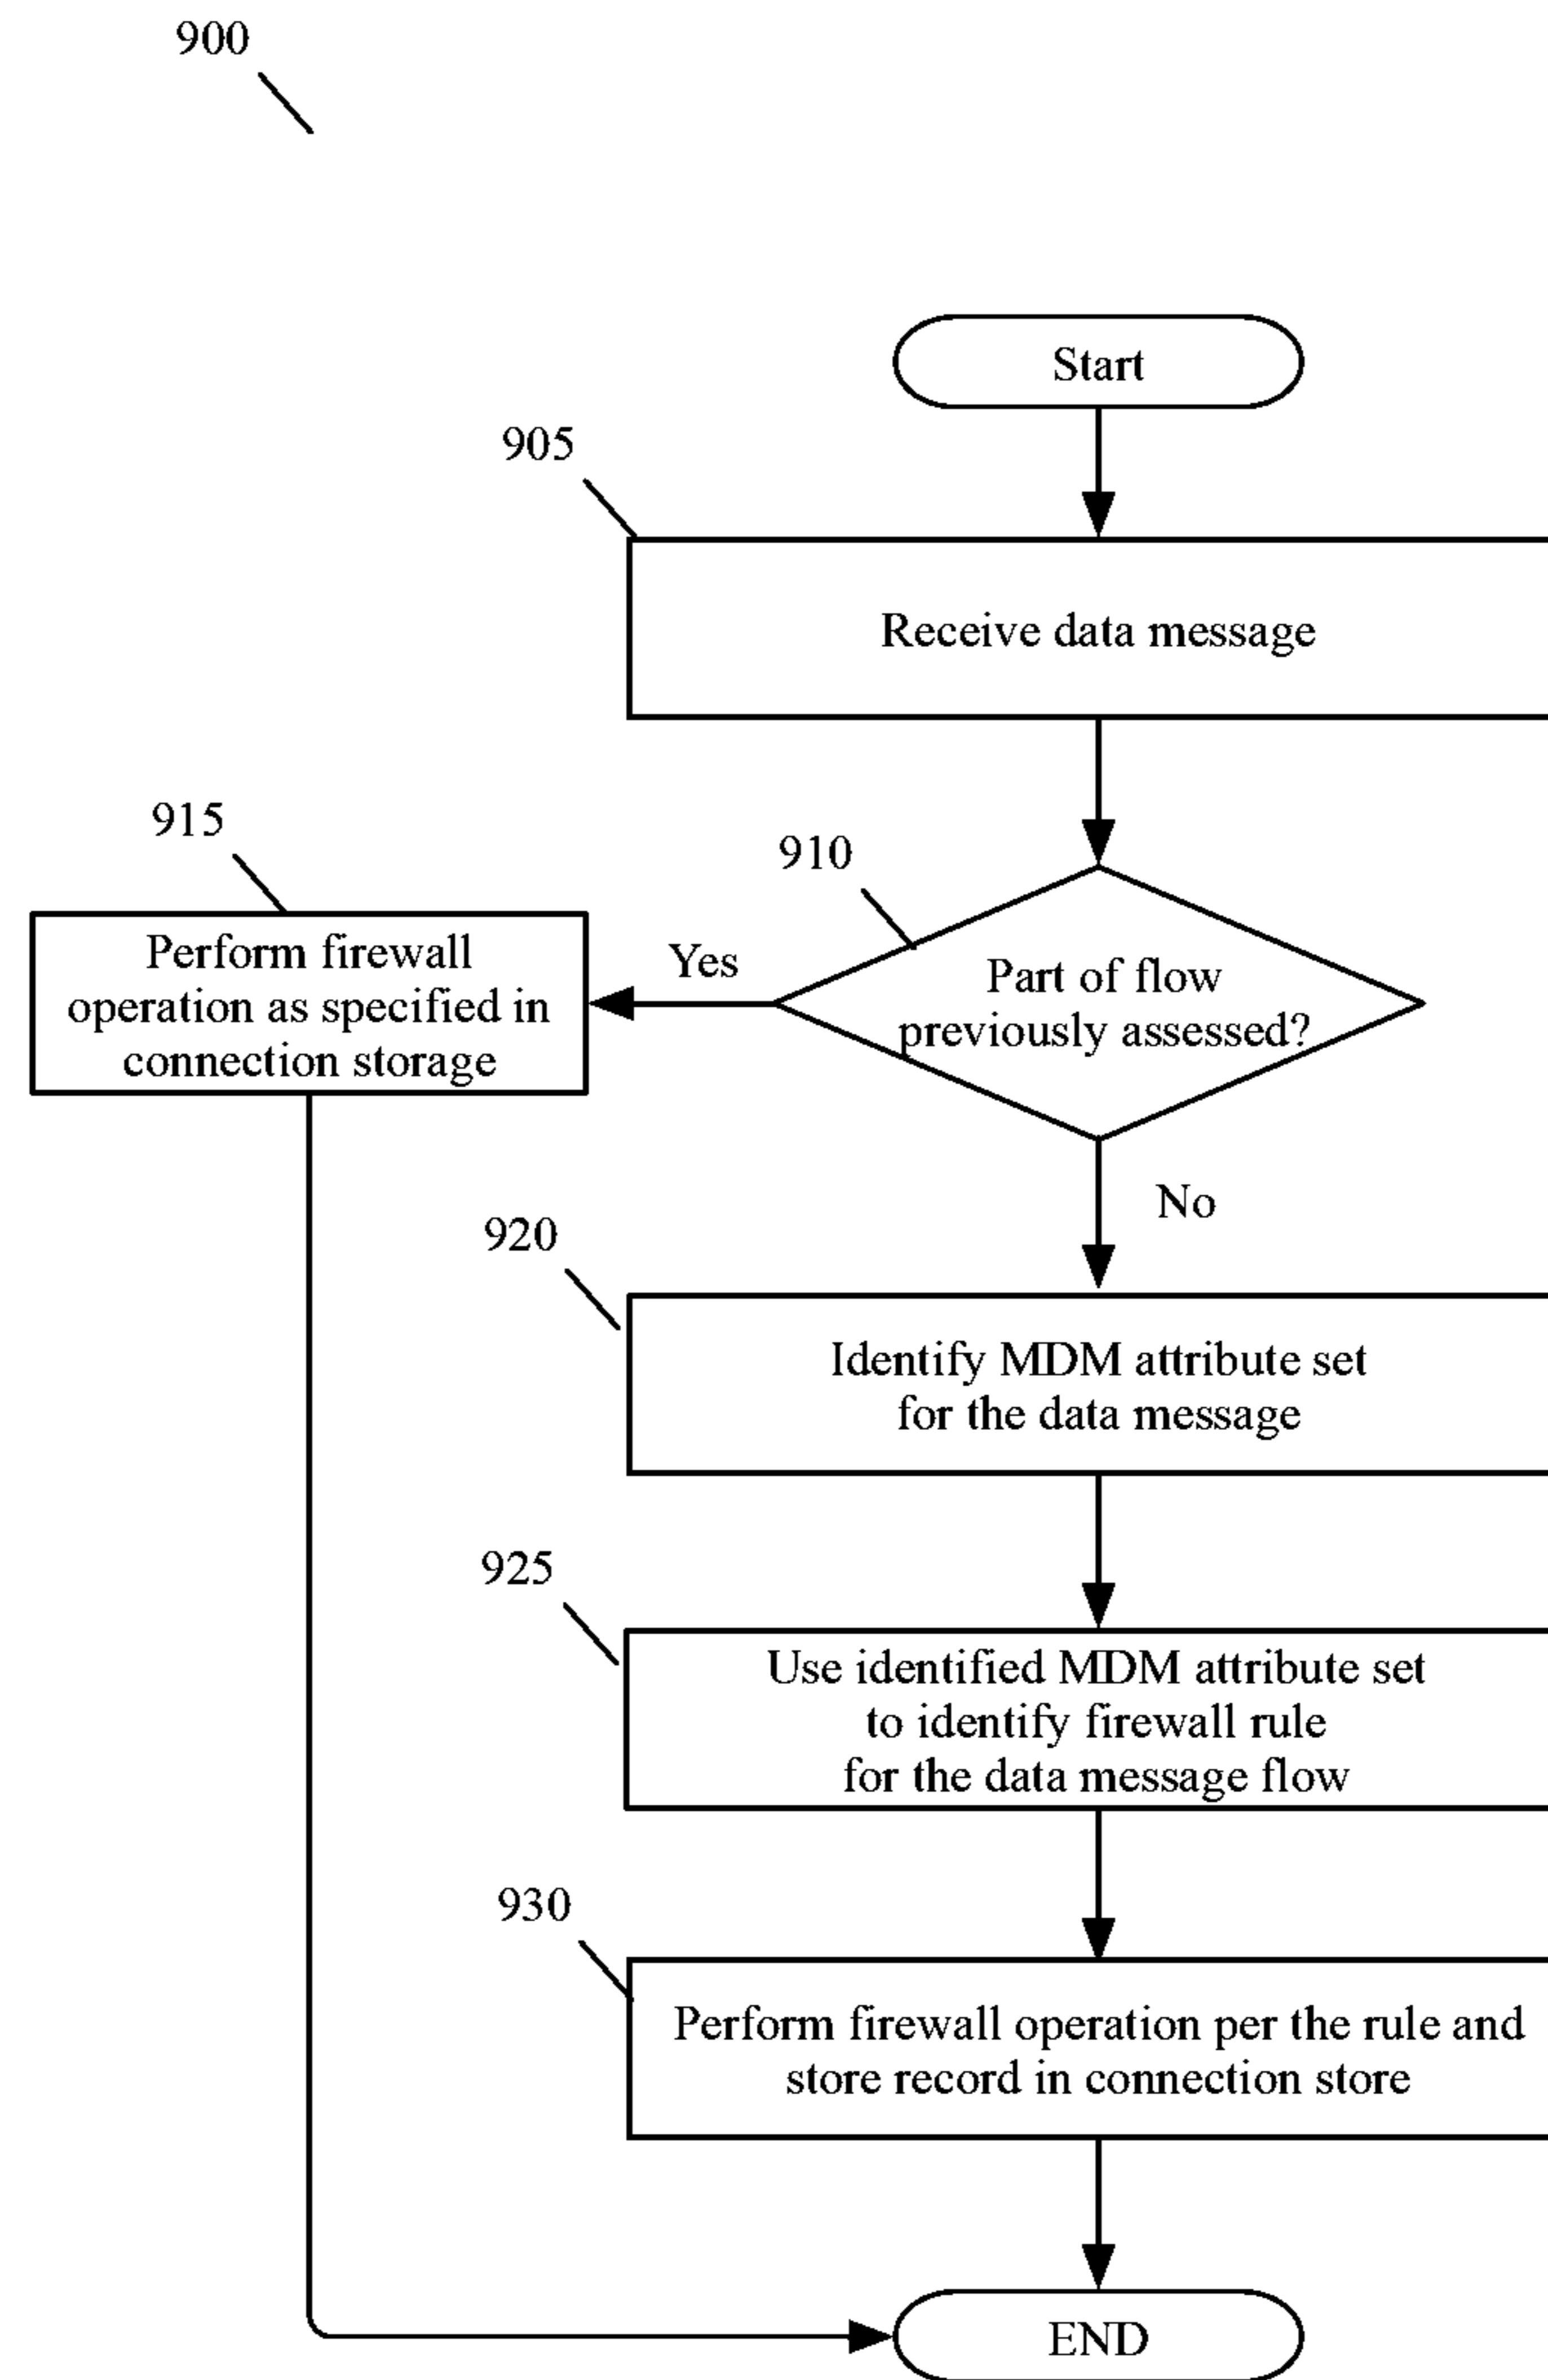 900
Start
905
Receive data message
915
910
Perform firewall
operation as specified in
connection storage
Yes
Part of flow
previously assessed?
No
920
Identify MDM attribute set
for the data message
925
Use identified MDM attribute set
to identify firewall rule
for the data message flow
930
Perform firewall operation per the rule and
store record in connection store
END